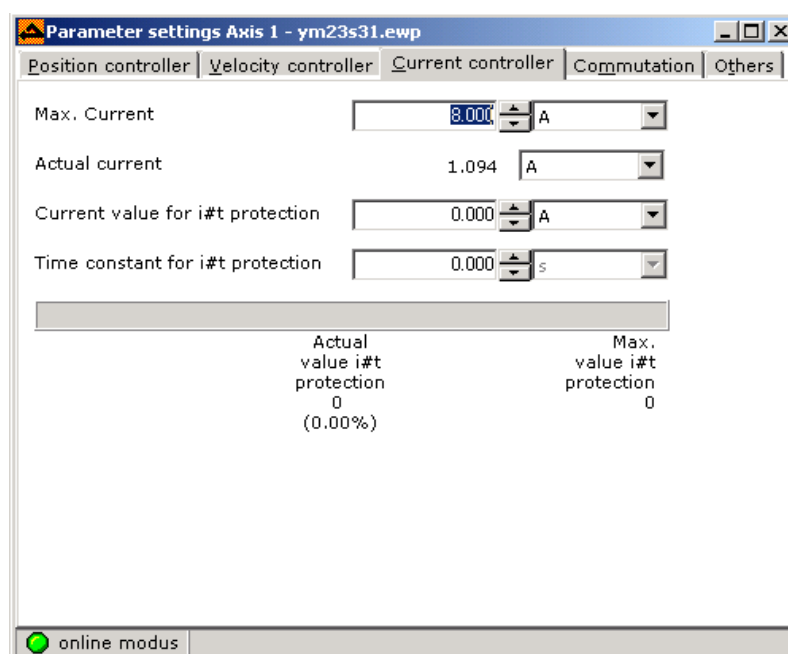 Parameter settings Axis 1 - ym23s31.ewp
Position controller Velocity controller Current controller Commutation Others
Max. Current 8.000 A
Actual current 1.094 A
Current value for i#t protection 0.000 A
Time constant for i#t protection 0.000 s
Actual Max.
value i#t value i#t
protection protection
0 0
(0.00%)
online modus